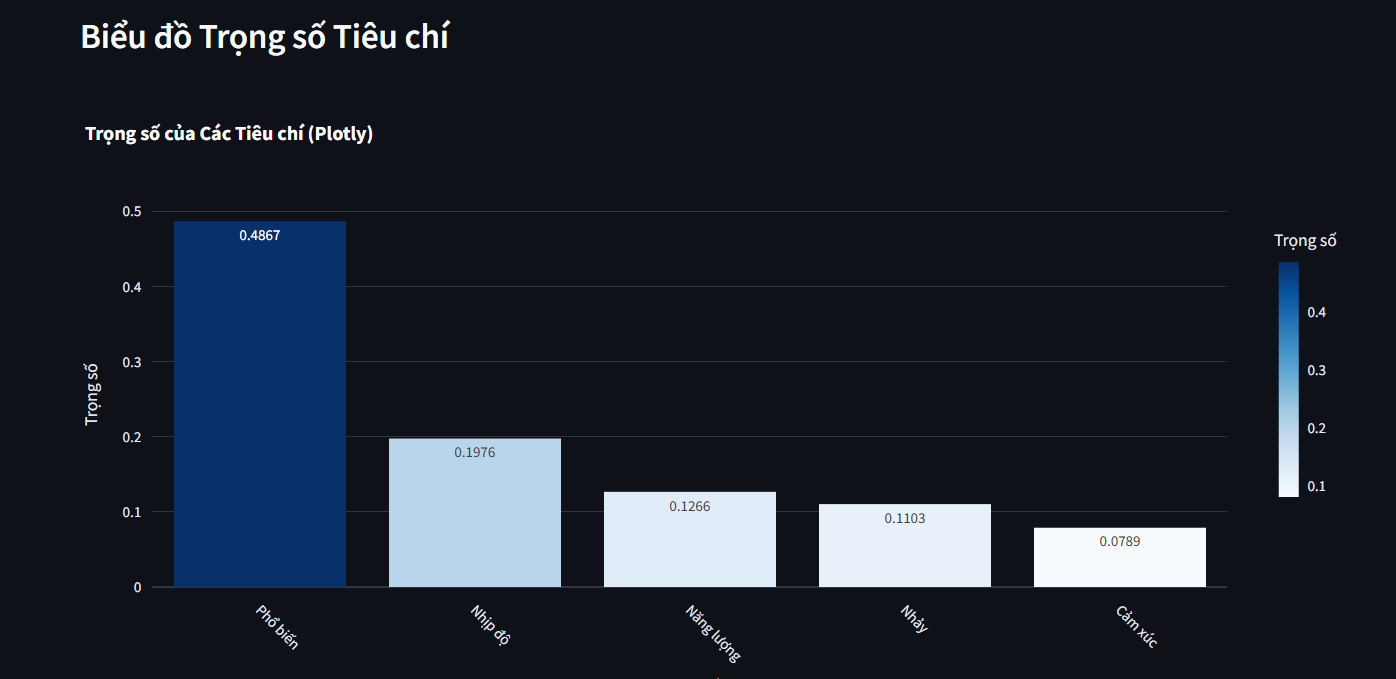 Biểu đồ Trọng số Tiêu chí
Trọng số của Các Tiêu chí (Plotly)
Trọng số
0.5
0.4
0.3
0.2
0.1
0
0.4867
0.1976
0.1266
0.1103
0.0789
Phổ biến
Nhịp độ
Năng lượng
Nhảy
Cảm xúc
Trọng số
0.4
0.3
0.2
0.1